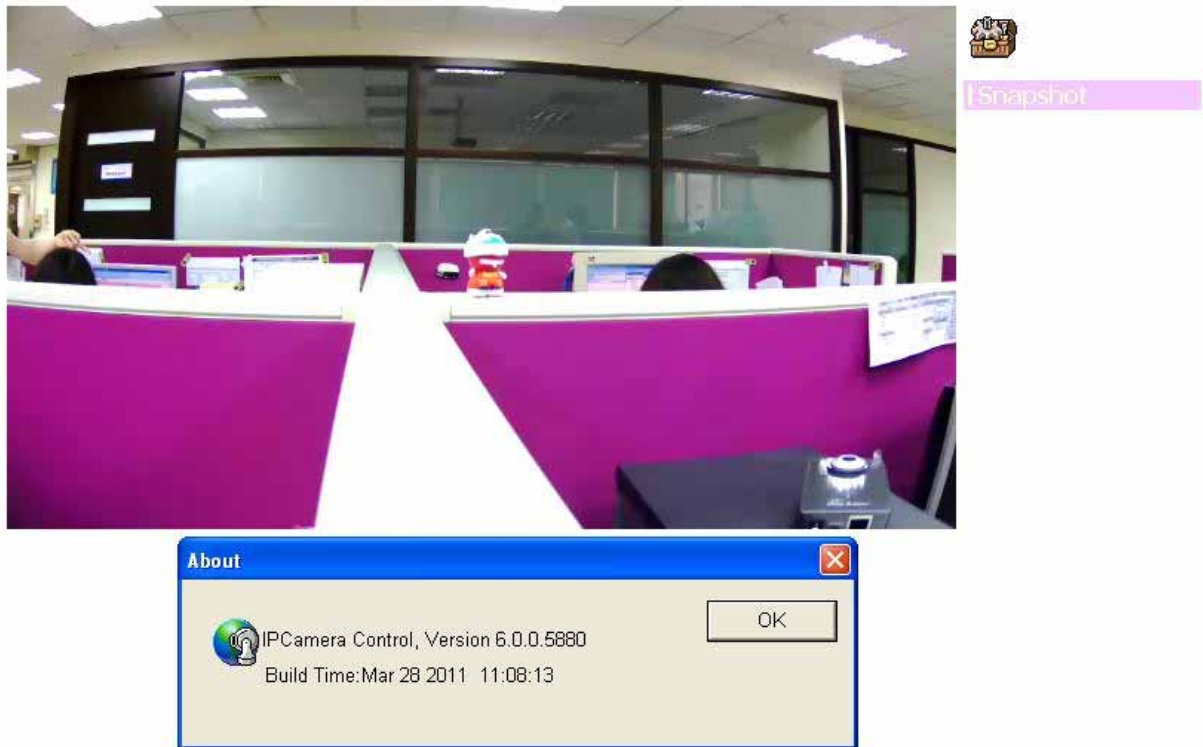 Snapshot
About
OK
IPCamera Control, Version 6.0.0.5880
Build Time:Mar 28 2011 11:08:13